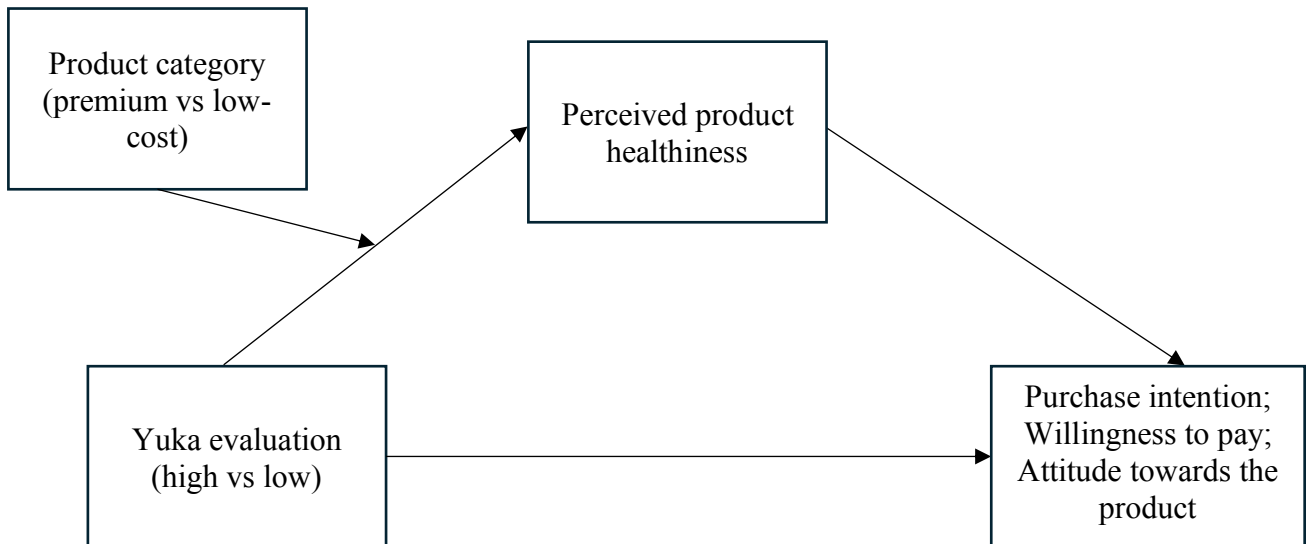 Product category
(premium vs low-
cost)
Perceived product
healthiness
Yuka evaluation
(high vs low)
Purchase intention;
Willingness to pay;
Attitude towards the
product